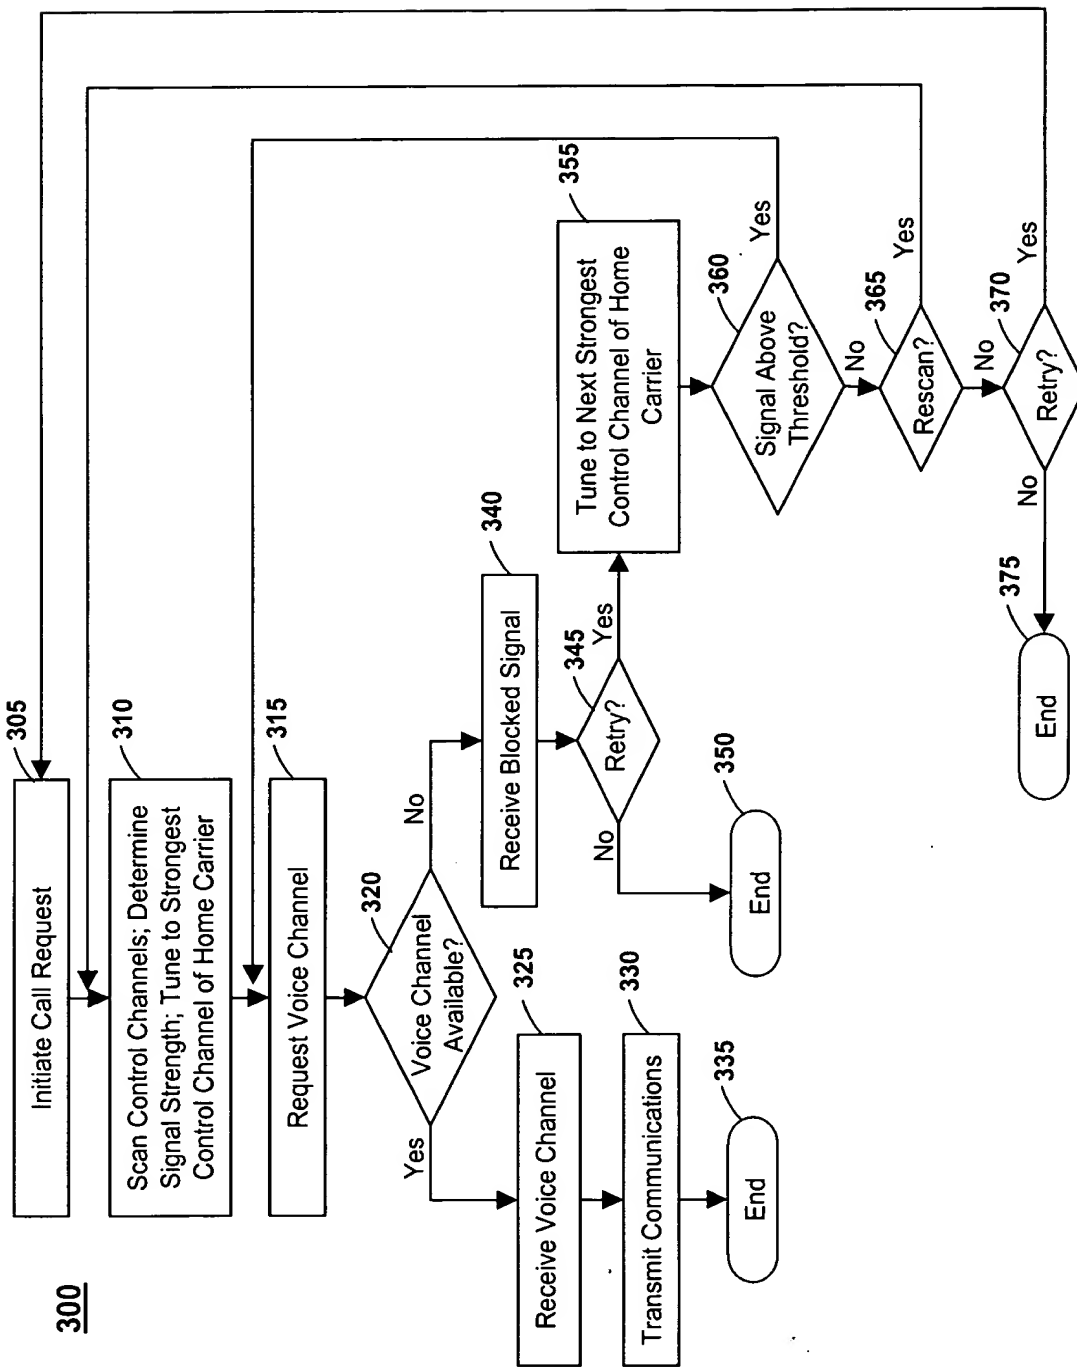 300
305
Initiate Call Request
310
Scan Control Channels; Determine
Signal Strength; Tune to Strongest
Control Channel of Home Carrier
315
Request Voice Channel
320
Voice Channel
Available?
Yes
No
325
Receive Voice Channel
330
Transmit Communications
335
End
340
Receive Blocked Signal
345
Retry?
No
Yes
350
End
355
Tune to Next Strongest
Control Channel of Home
Carrier
360
Signal Above
Threshold?
Yes
No
365
Rescan?
Yes
No
370
Retry?
Yes
No
375
End